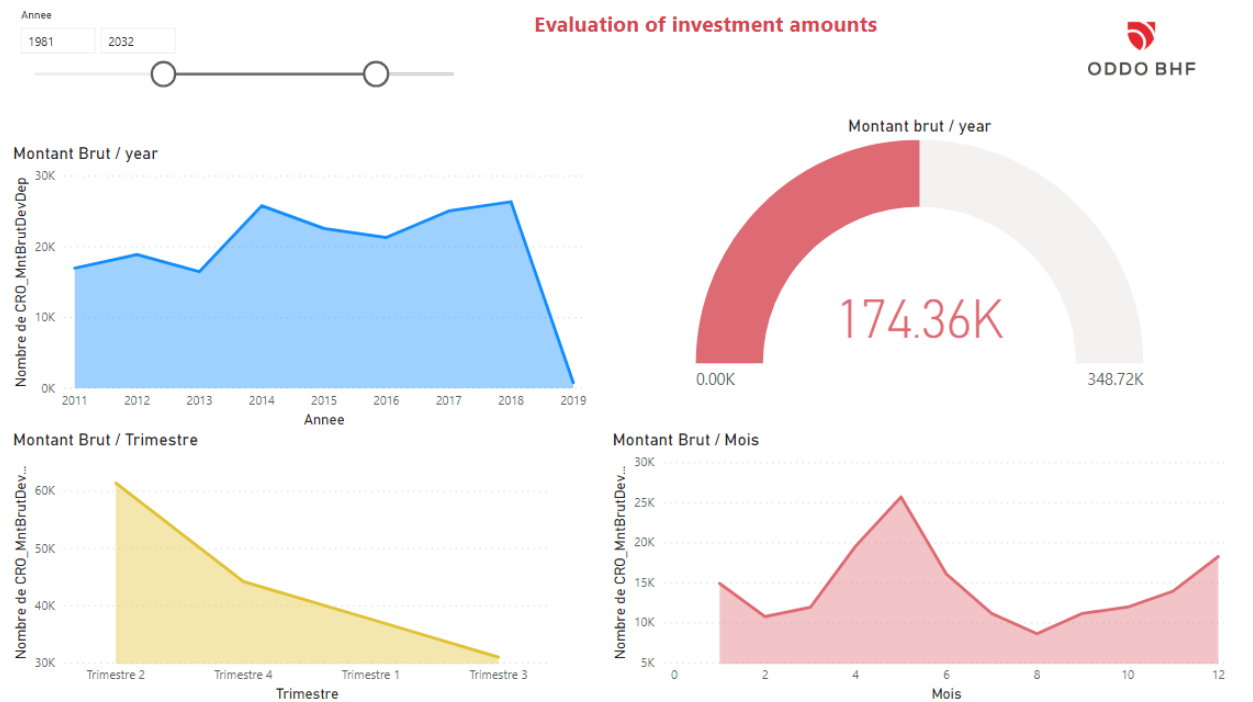 Annee
1981
2032
Evaluation of investment amounts
ODDO BHF
Montant Brut / year
Nombre de CRO_MntBrutDevDep
30K
20K
10K
0K
2011 2012 2013 2014 2015 2016 2017 2018 2019
Annee
Montant brut / year
174.36K
0.00K
348.72K
Montant Brut / Trimestre
Nombre de CRO_MntBrutDev...
60K
50K
40K
30K
Trimestre 2 Trimestre 4 Trimestre 1 Trimestre 3
Trimestre
Montant Brut / Mois
Nombre de CRO_MntBrutDev...
30K
25K
20K
15K
10K
5K
0 2 4 6 8 10 12
Mois